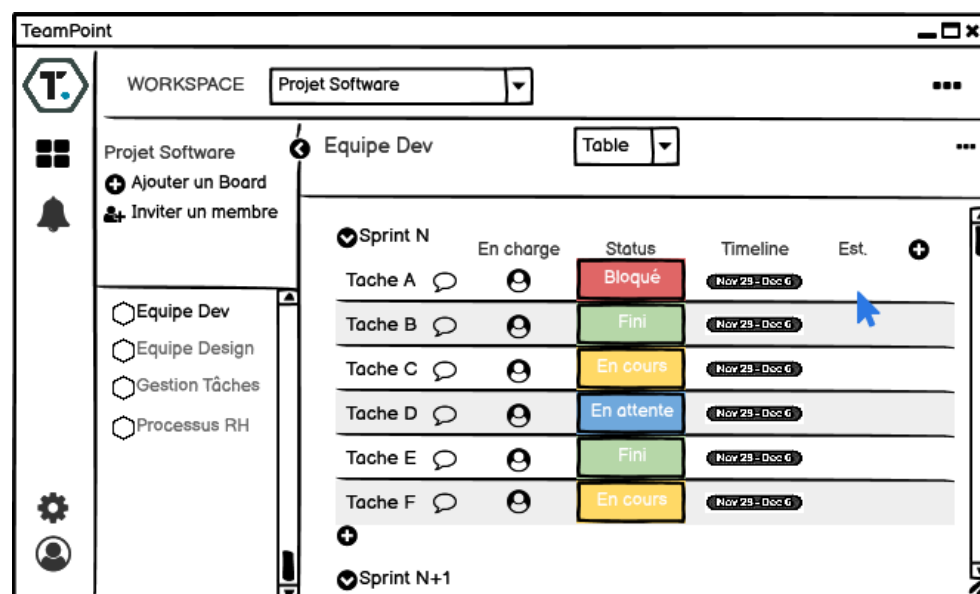 TeamPoint
T.
WORKSPACE Projet Software
Projet Software
Ajouter un Board
Inviter un membre
Equipe Dev
Equipe Design
Gestion Tâches
Processus RH
Equipe Dev Table
Sprint N
En charge Status Timeline Est.
Tache A Bloqué Nov 29 - Dec 6
Tache B Fini Nov 29 - Dec 6
Tache C En cours Nov 29 - Dec 6
Tache D En attente Nov 29 - Dec 6
Tache E Fini Nov 29 - Dec 6
Tache F En cours Nov 29 - Dec 6
Sprint N+1